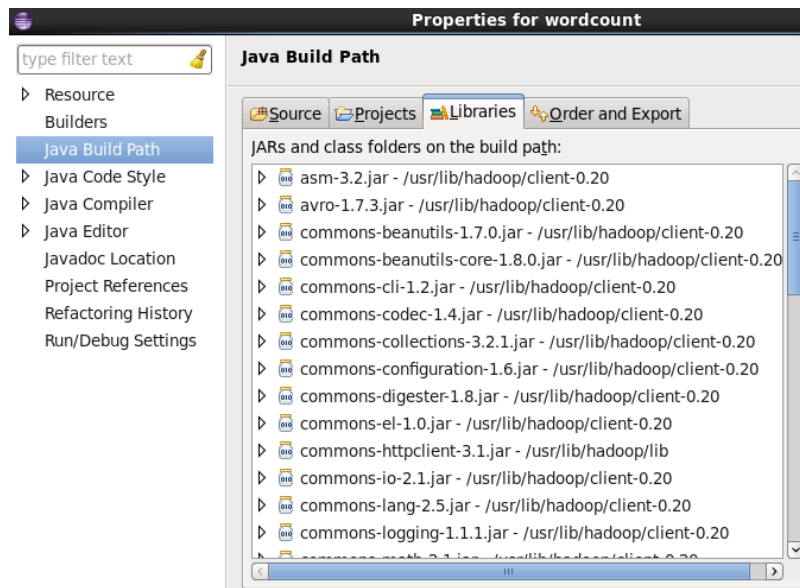 Properties for wordcount
type filter text
Resource
Builders
Java Build Path
Java Code Style
Java Compiler
Java Editor
Javadoc Location
Project References
Refactoring History
Run/Debug Settings
Java Build Path
Source Projects Libraries Order and Export
JARs and class folders on the build path:
asm-3.2.jar - /usr/lib/hadoop/client-0.20
avro-1.7.3.jar - /usr/lib/hadoop/client-0.20
commons-beanutils-1.7.0.jar - /usr/lib/hadoop/client-0.20
commons-beanutils-core-1.8.0.jar - /usr/lib/hadoop/client-0.20
commons-cli-1.2.jar - /usr/lib/hadoop/client-0.20
commons-codec-1.4.jar - /usr/lib/hadoop/client-0.20
commons-collections-3.2.1.jar - /usr/lib/hadoop/client-0.20
commons-configuration-1.6.jar - /usr/lib/hadoop/client-0.20
commons-digester-1.8.jar - /usr/lib/hadoop/client-0.20
commons-el-1.0.jar - /usr/lib/hadoop/client-0.20
commons-httpclient-3.1.jar - /usr/lib/hadoop/lib
commons-io-2.1.jar - /usr/lib/hadoop/client-0.20
commons-lang-2.5.jar - /usr/lib/hadoop/client-0.20
commons-logging-1.1.1.jar - /usr/lib/hadoop/client-0.20